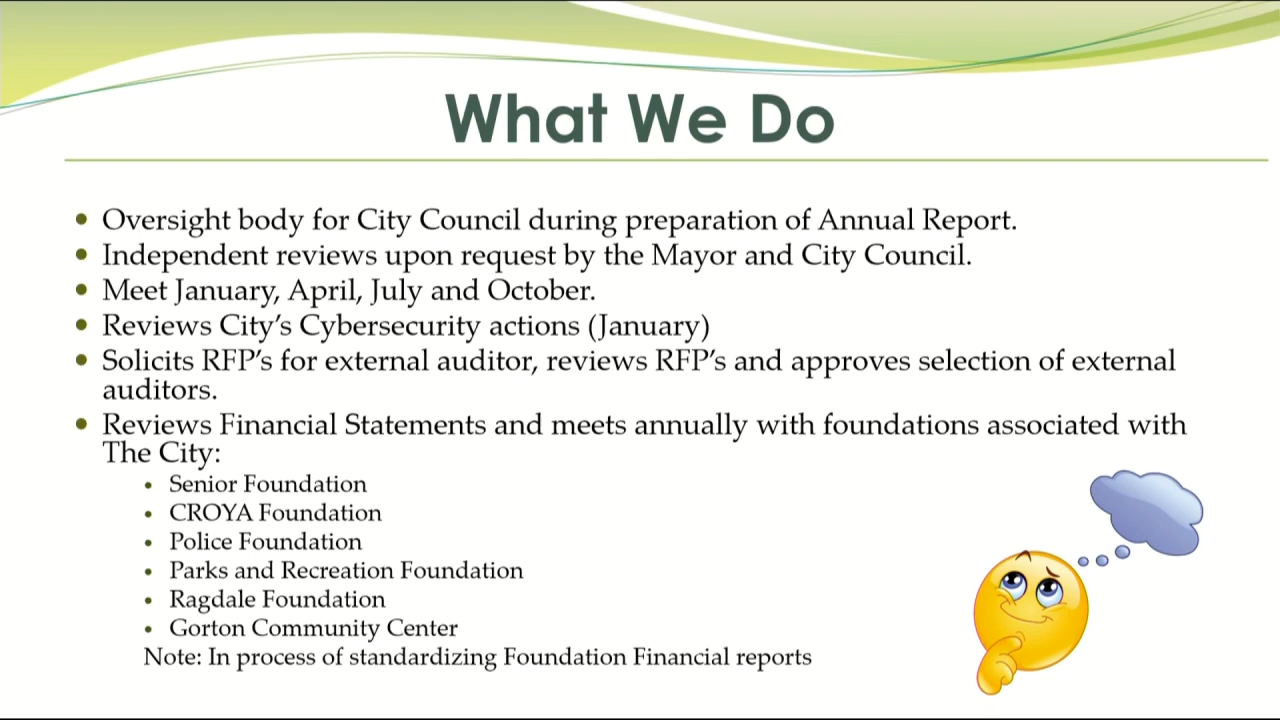 What We Do
• Oversight body for City Council during preparation of Annual Report.
• Independent reviews upon request by the Mayor and City Council.
• Meet January, April, July and October.
• Reviews City’s Cybersecurity actions (January)
• Solicits RFP’s for external auditor, reviews RFP’s and approves selection of external
auditors.
• Reviews Financial Statements and meets annually with foundations associated with
The City:
• Senior Foundation
• CROYA Foundation
• Police Foundation
• Parks and Recreation Foundation
• Ragdale Foundation
• Gorton Community Center
Note: In process of standardizing Foundation Financial reports